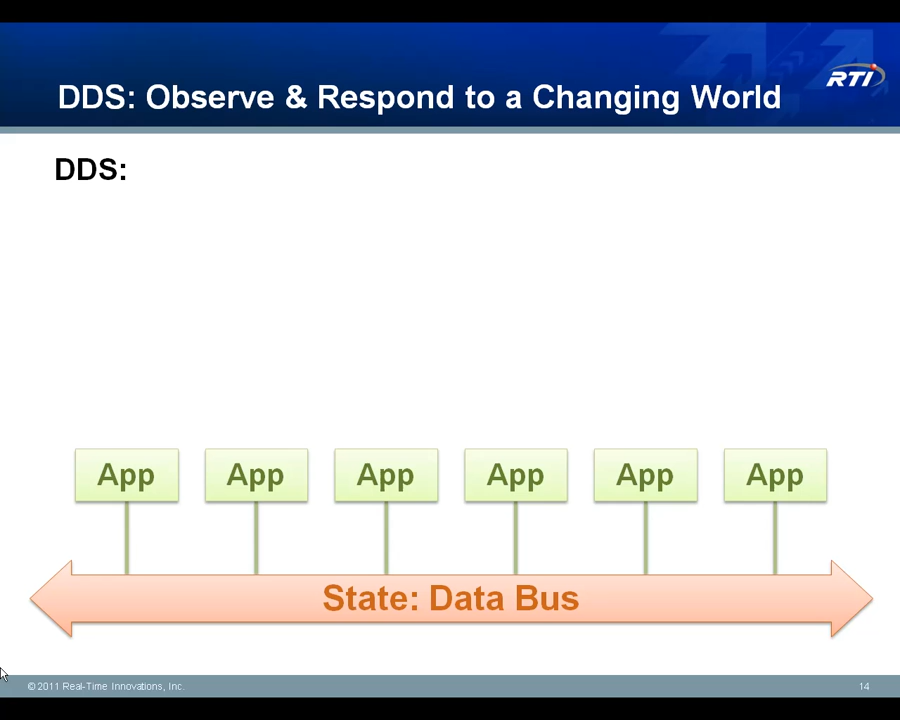 DDS: Observe & Respond to a Changing World
RTI
DDS:
App App App App App App
State: Data Bus
© 2011 Real-Time Innovations, Inc.
14